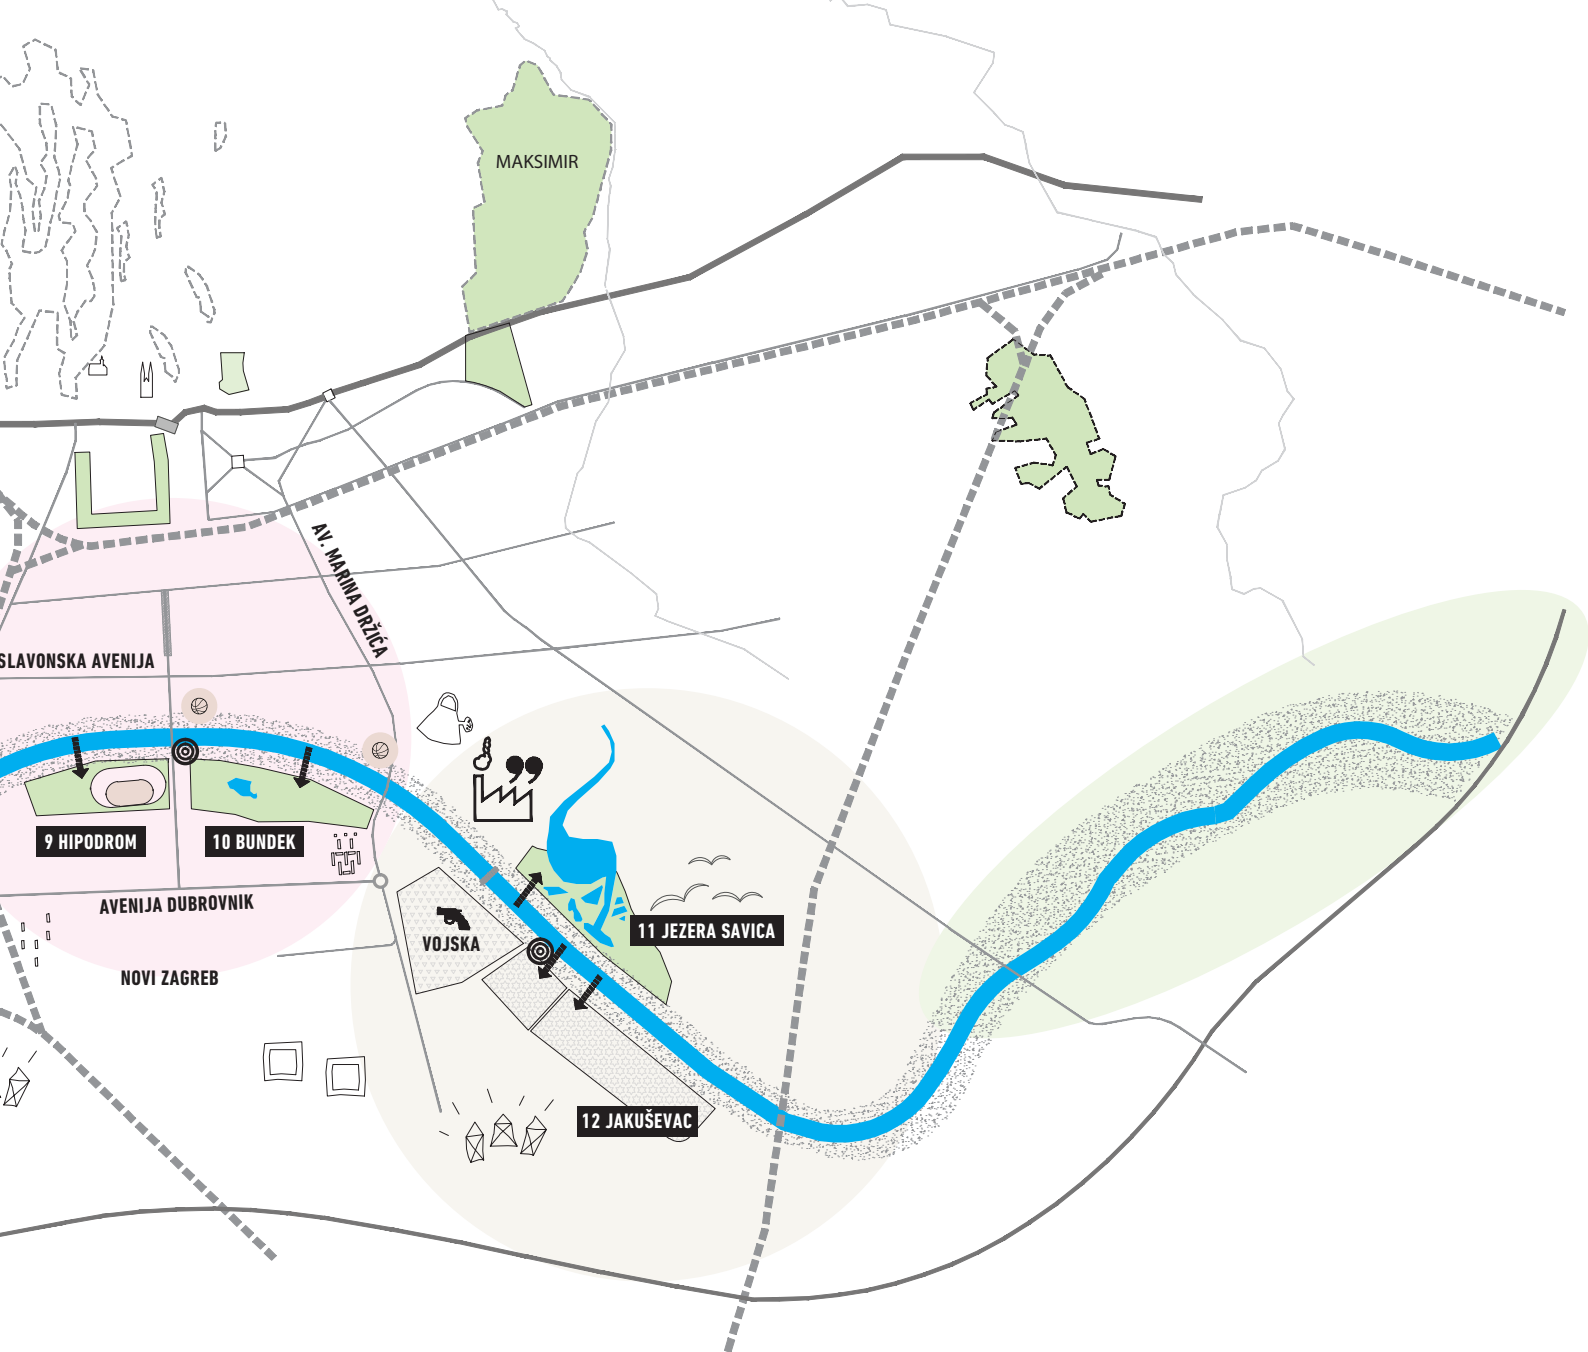 MAKSIMIR
AV. MARINA DRŽIĆA
SLAVONSKA AVENIJA
9 HIPODROM
10 BUNDEK
AVENIJA DUBROVNIK
VOJSKA
11 JEZERA SAVICA
NOVI ZAGREB
12 JAKUŠEVAC